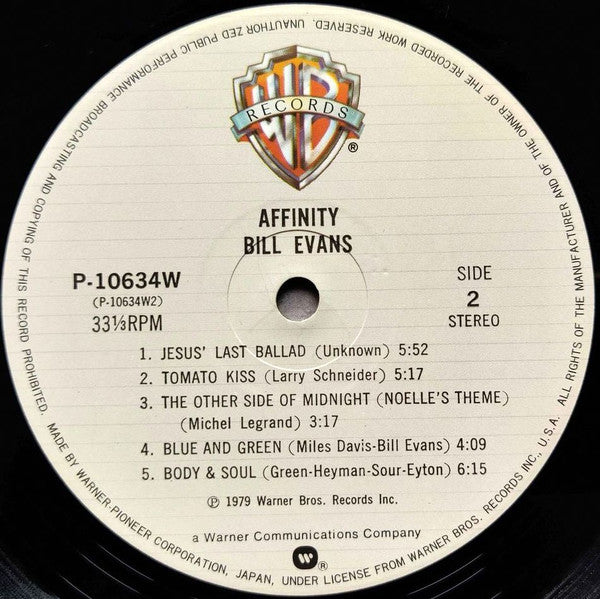 ALL RIGHTS OF THE MANUFACTURER AND OF THE OWNER OF THE RECORDED WORK RESERVED. UNAUTHOR ZED PUBLIC PERFORMANCE BROADCASTING AND COPYING OF THIS RECORD PROHIBITED.
WB
RECORDS
®
AFFINITY
BILL EVANS
P-10634W
(P-10634W2)
33⅓RPM
SIDE
2
STEREO
1. JESUS' LAST BALLAD (Unknown) 5:52
2. TOMATO KISS (Larry Schneider) 5:17
3. THE OTHER SIDE OF MIDNIGHT (NOELLE'S THEME)
(Michel Legrand) 3:17
4. BLUE AND GREEN (Miles Davis-Bill Evans) 4:09
5. BODY & SOUL (Green-Heyman-Sour-Eyton) 6:15
℗ 1979 Warner Bros. Records Inc.
a Warner Communications Company
®
MADE BY WARNER-PIONEER CORPORATION, JAPAN, UNDER LICENSE FROM WARNER BROS. RECORDS INC., U.S.A.